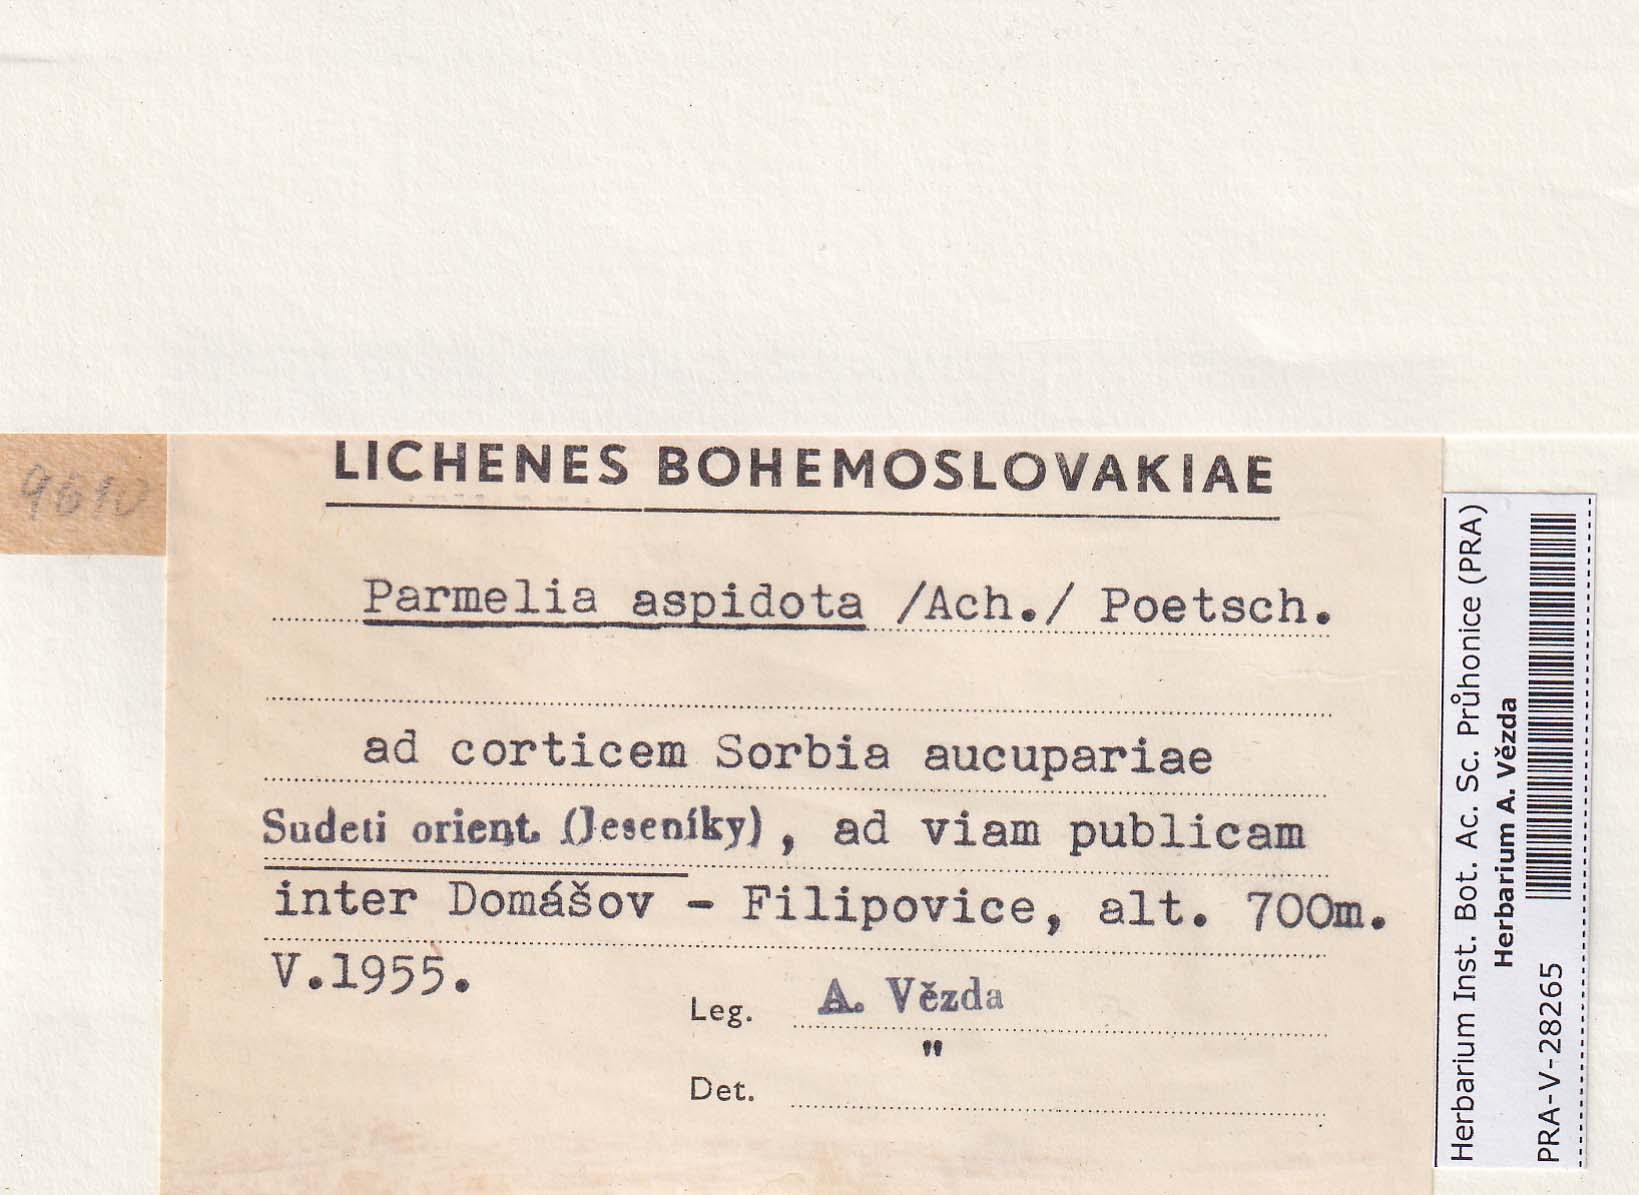 9610
LICHENES BOHEMOSLOVAKIAE
Parmelia aspidota /Ach./ Poetsch.
ad corticem Sorbia aucupariae
Sudeti orient. (Jeseníky), ad viam publicam
inter Domášov - Filipovice, alt. 700m.
V.1955.
Leg. A. Vězda
"
Det.
Herbarium Inst. Bot. Ac. Sc. Průhonice (PRA)
Herbarium A. Vězda
PRA-V-28265